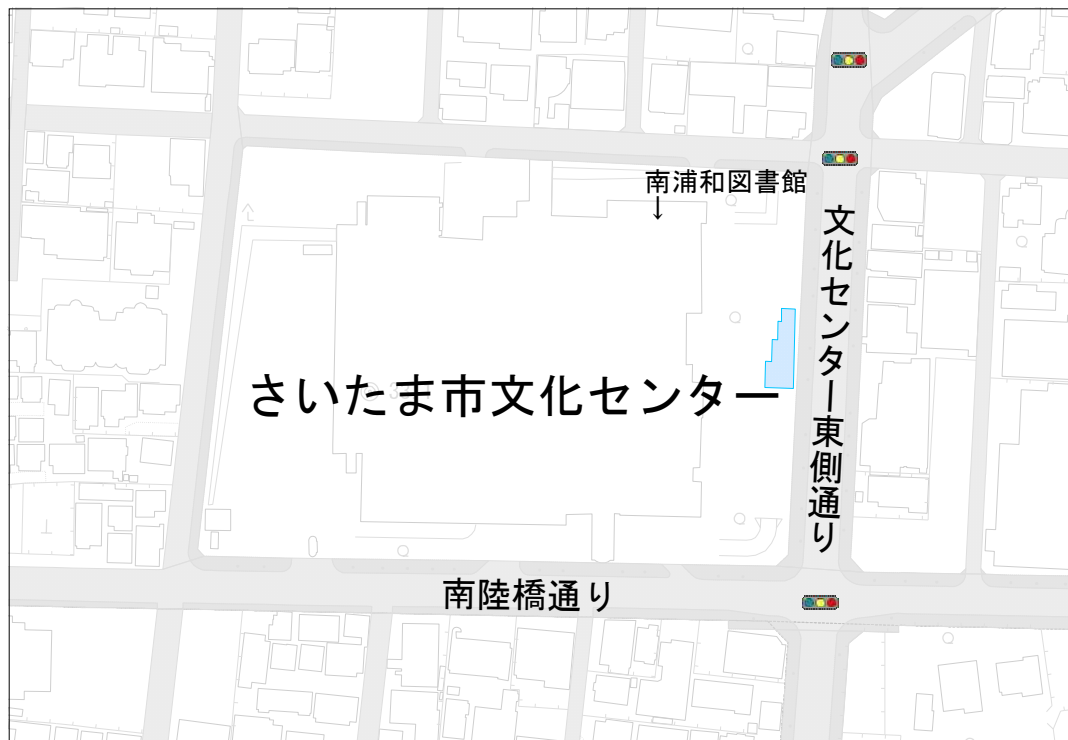 南浦和図書館
↓
さいたま市文化センター
文化センター東側通り
南陸橋通り